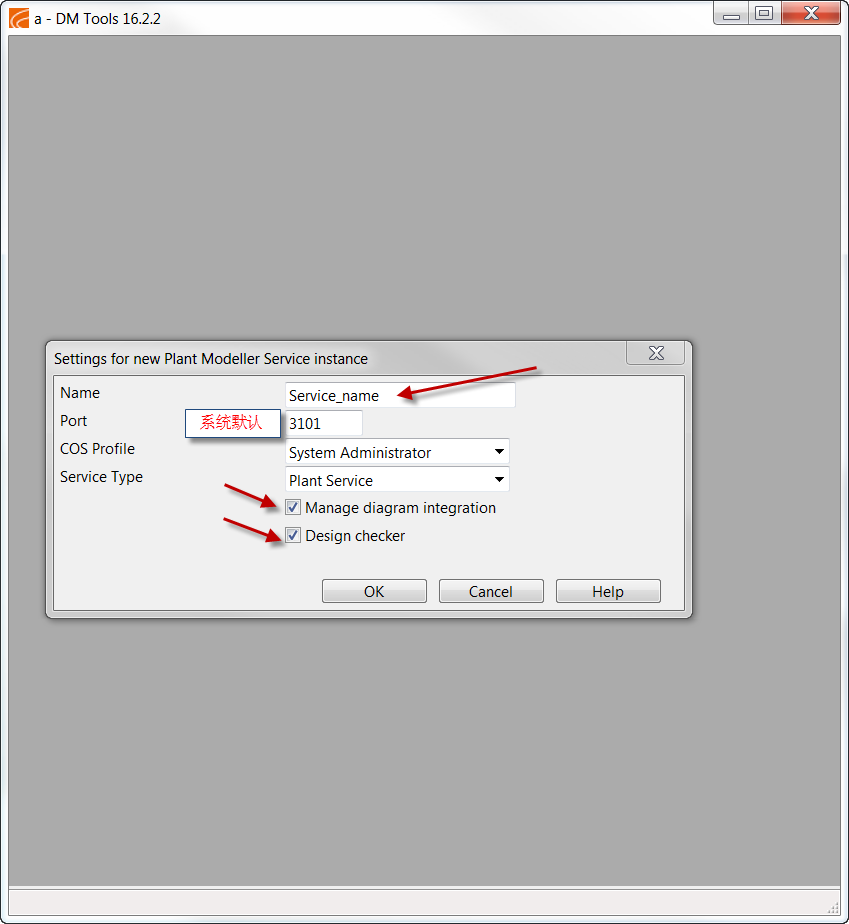 a - DM Tools 16.2.2
Settings for new Plant Modeller Service instance
Name Service_name
Port 系统默认 3101
COS Profile System Administrator
Service Type Plant Service
Manage diagram integration
Design checker
OK Cancel Help